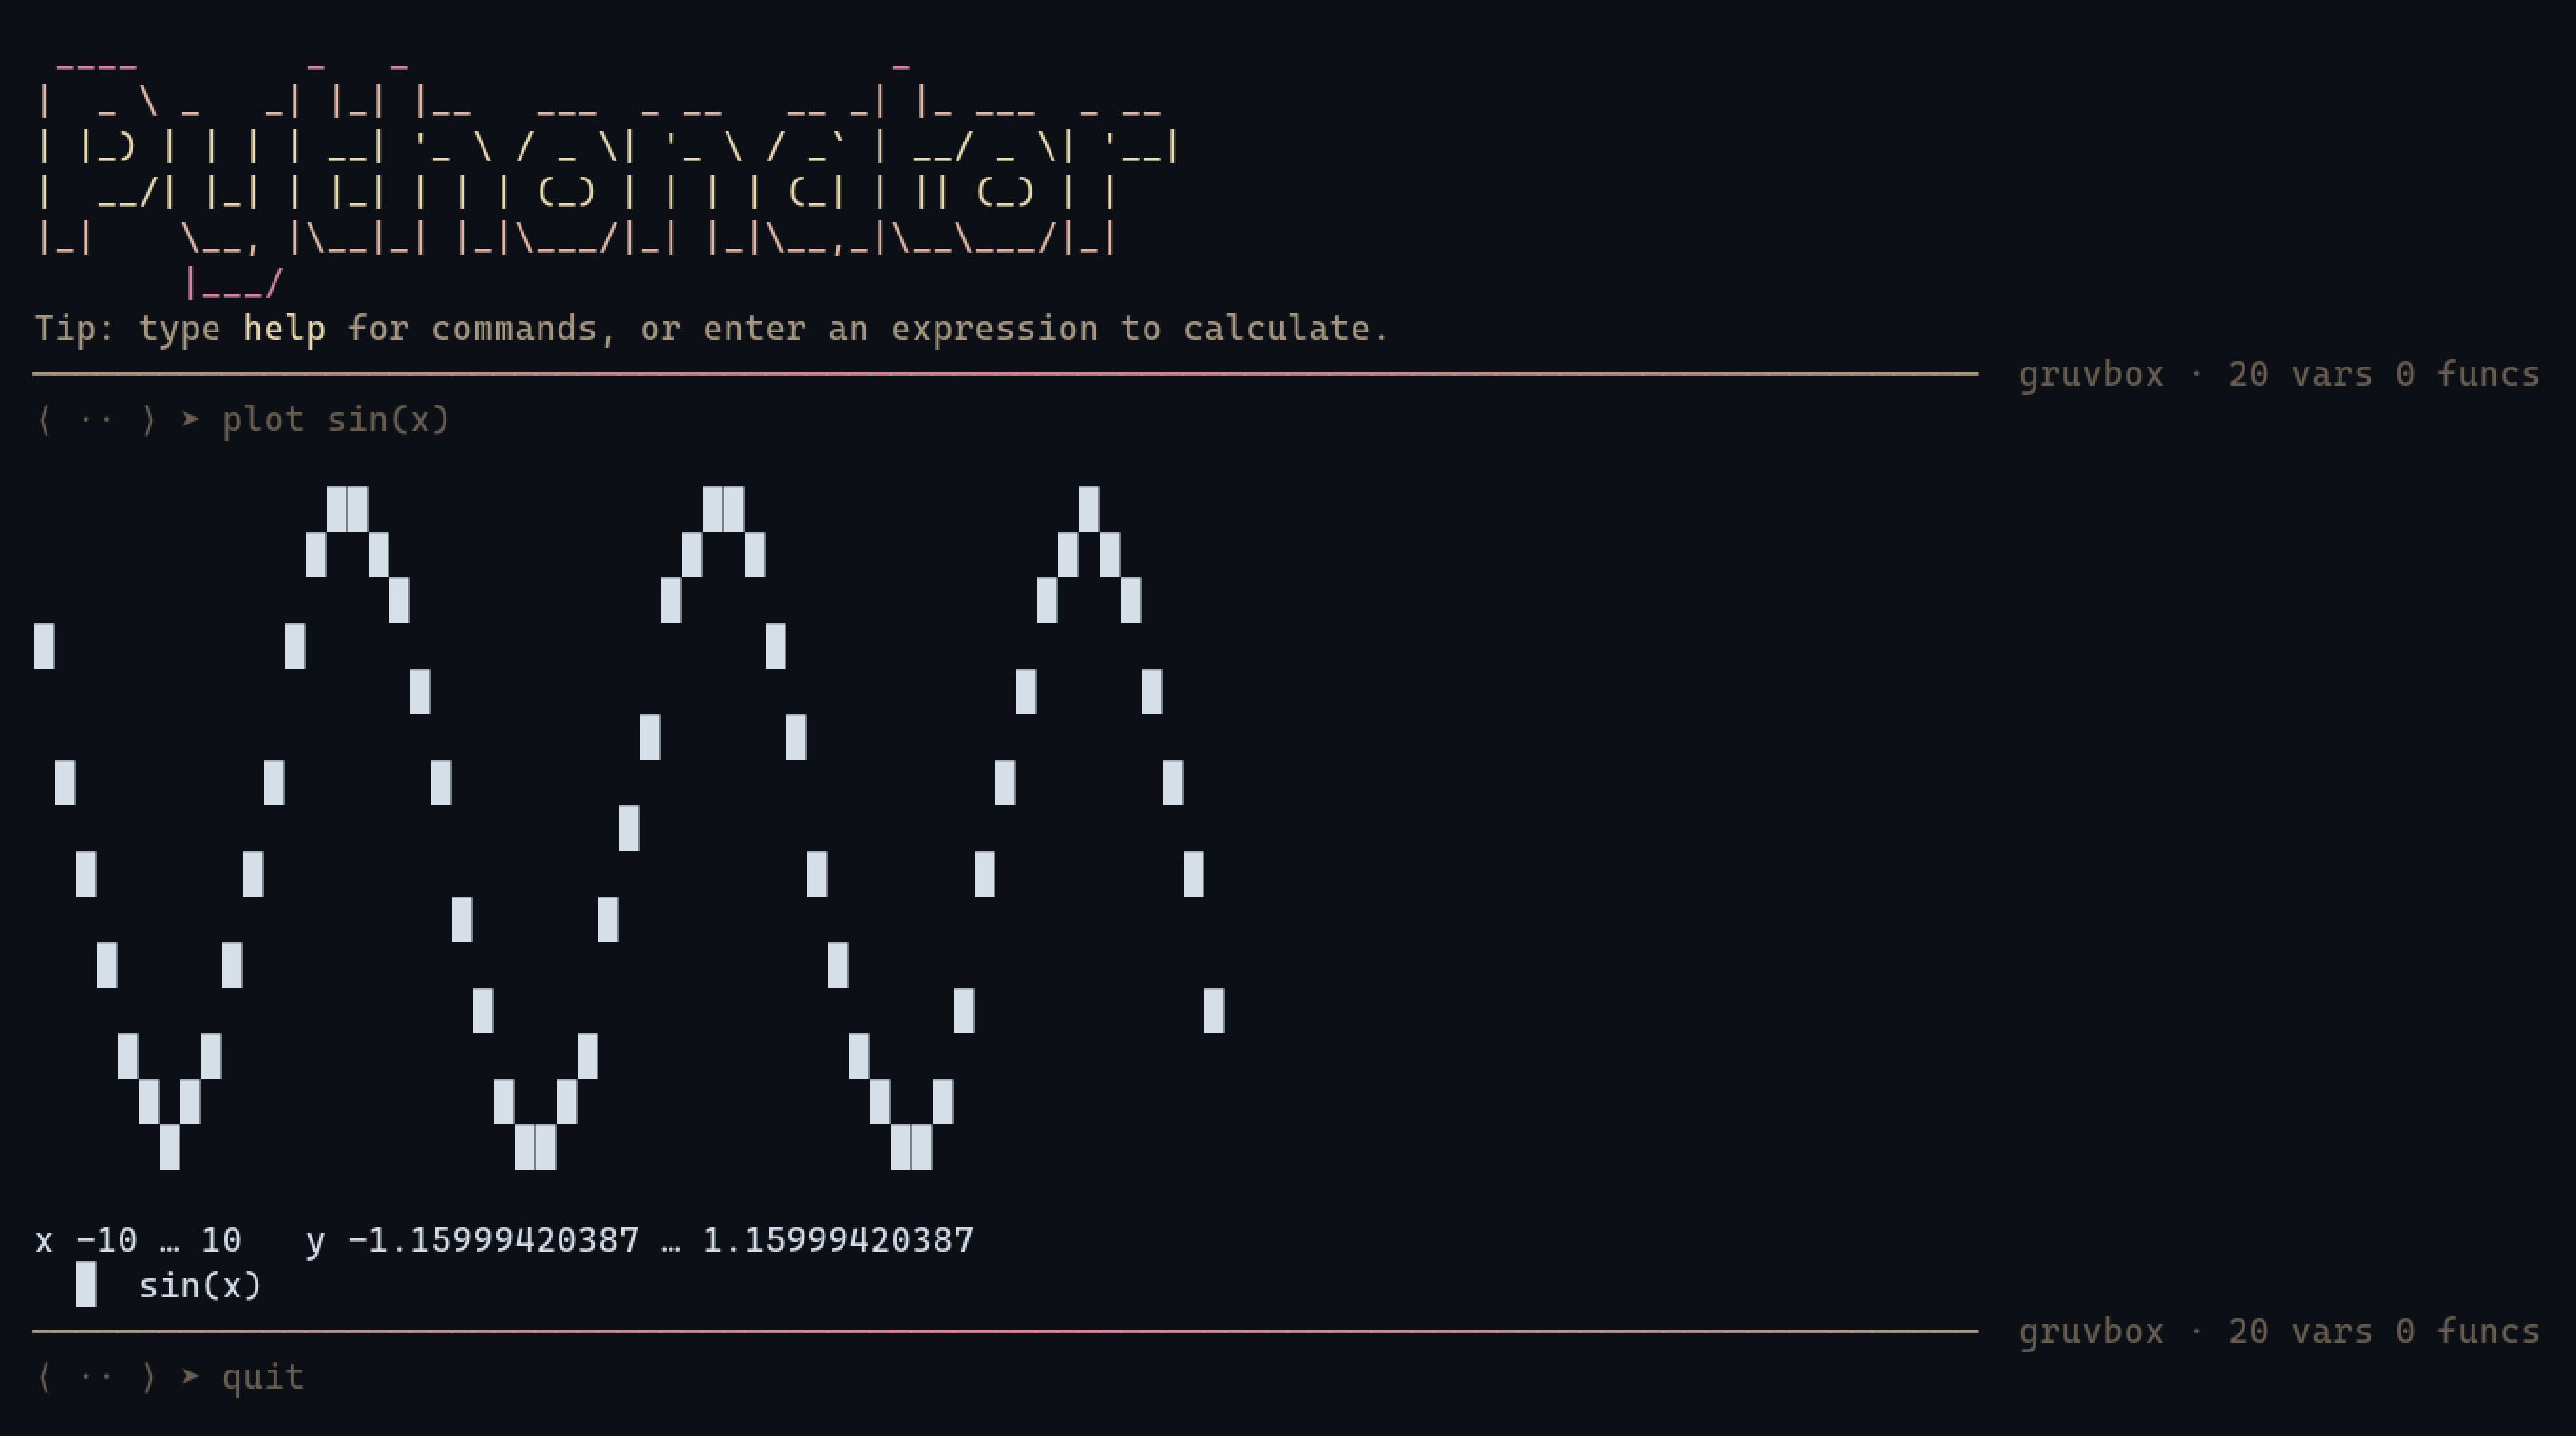 Pythonator
Tip: type help for commands, or enter an expression to calculate.
gruvbox · 20 vars 0 funcs
⟨ ·· ⟩ ➤ plot sin(x)
x −10 … 10   y −1.15999420387 … 1.15999420387
█  sin(x)
gruvbox · 20 vars 0 funcs
⟨ ·· ⟩ ➤ quit